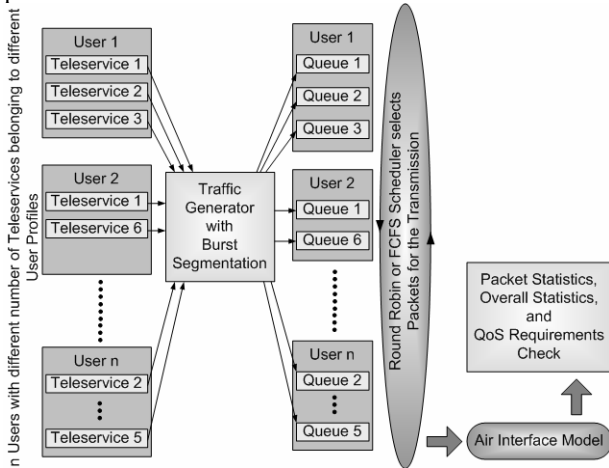 n Users with different number of Teleservices belonging to different
User Profiles
User 1
Teleservice 1
Teleservice 2
Teleservice 3
User 2
Teleservice 1
Teleservice 6
User n
Teleservice 2
Teleservice 5
Traffic
Generator
with
Burst
Segmentation
User 1
Queue 1
Queue 2
Queue 3
User 2
Queue 1
Queue 6
User n
Queue 2
Queue 5
Round Robin or FCFS Scheduler selects
Packets for the Transmission
Packet Statistics,
Overall Statistics,
and
QoS Requirements
Check
Air Interface Model